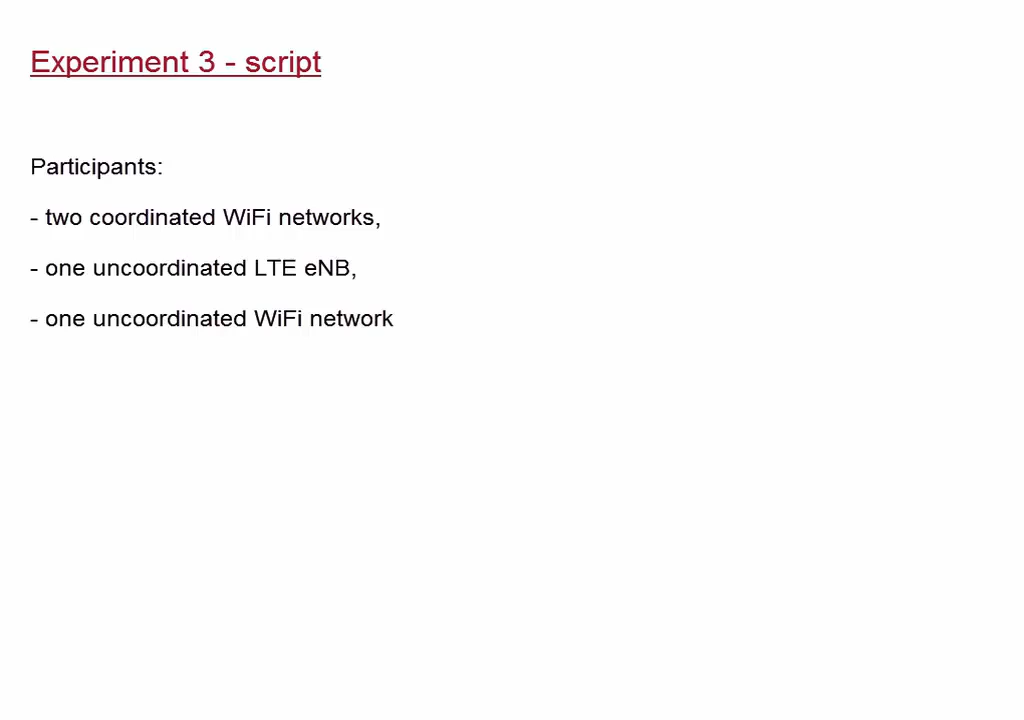 Experiment 3 - script
Participants:
- two coordinated WiFi networks,
- one uncoordinated LTE eNB,
- one uncoordinated WiFi network